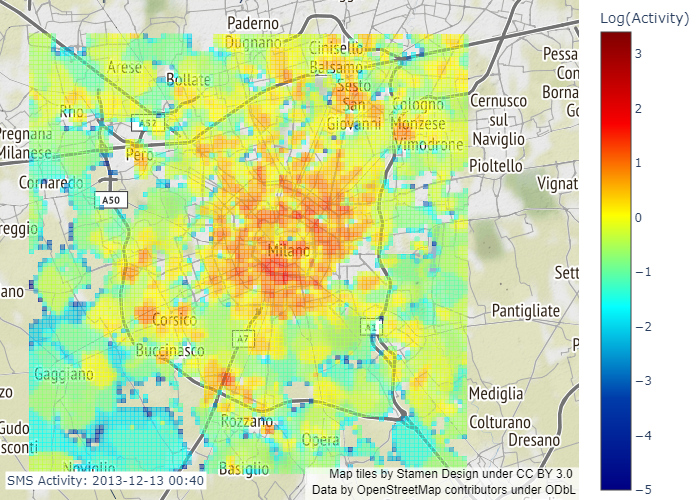 Log(Activity)
Paderno
Dugnano
Cinisello
Balsamo
Arese
Bollate
Sesto
San
Giovanni
Cologno
Monzese
Vimodrone
Cernusco
sul
Naviglio
Pessa
Con
Borna
Go
Rho
A52
Pero
Pregnana
Milanese
Pioltello
Cornaredo
A50
Vignat
reggio
Milano
Sett
ano
Pantigliate
Corsico
A1
A7
Buccinasco
P
Gaggiano
zo
Mediglia
Rozzano
Colturano
Gudo
sconti
Opera
Dresano
Noviglio
Basiglio
SMS Activity: 2013-12-13 00:40
Map tiles by Stamen Design under CC BY 3.0
Data by OpenStreetMap contributors under ODbL
3
2
1
0
−1
−2
−3
−4
−5